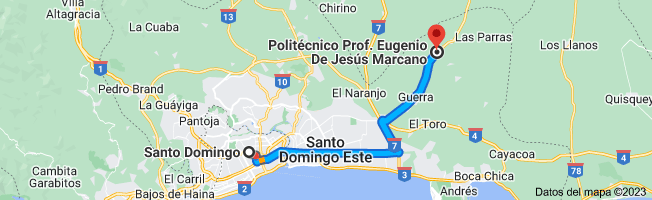 Villa
Altagracia
13
Chirino
Politécnico Prof. Eugenio
De Jesús Marcano
Las Parras
Los Llanos
1
10
Pedro Brand
El Naranjo
Guerra
Quisquey
La Cuaba
La Guáyiga
Pantoja
El Toro
4
Santo Domingo
Santo
Domingo Este
7
Cayacoa
4
4
Cambita
Garabitos
El Carril
Bajos de Haina
2
3
Boca Chica
Andrés
78
Datos del mapa ©2023